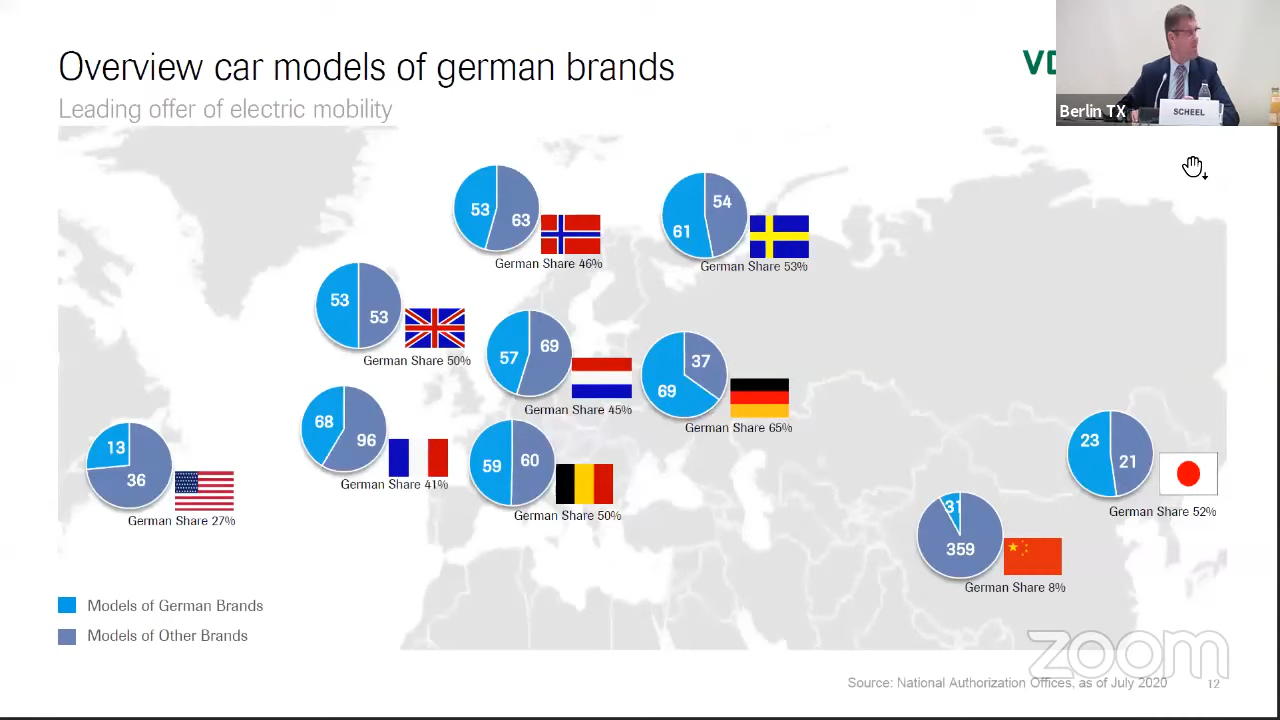 Overview car models of german brands
Leading offer of electric mobility
Berlin TX
SCHEEL
53
63
German Share 46%
61
54
German Share 53%
53
53
German Share 50%
57
69
German Share 45%
69
37
German Share 65%
68
96
German Share 41%
59
60
German Share 50%
13
36
German Share 27%
23
21
German Share 52%
31
359
German Share 8%
Models of German Brands
Models of Other Brands
zoom
Source: National Authorization Offices, as of July 2020
12